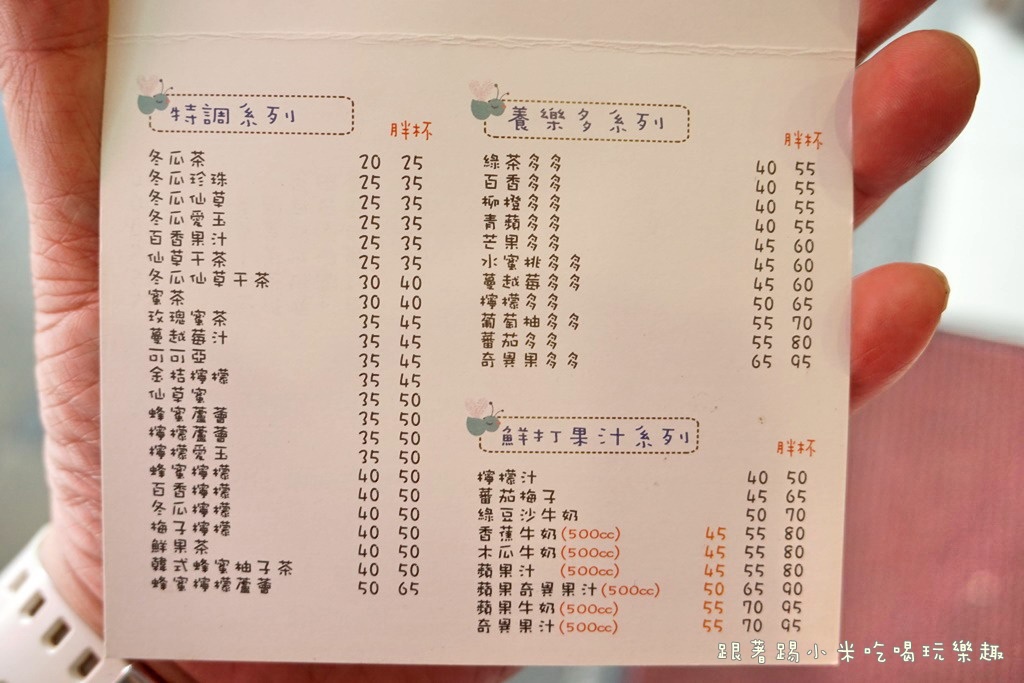 特調系列
胖杯
冬瓜茶 20 25
冬瓜珍珠 25 35
冬瓜仙草 25 35
冬瓜愛玉 25 35
百香果汁 25 35
仙草干茶 25 35
冬瓜仙草干茶 30 40
蜜茶 30 40
玫瑰蜜茶 35 45
蔓越莓汁 35 45
可可亞 35 45
金桔檸檬 35 45
仙草蜜 35 50
蜂蜜蘆薈 35 50
檸檬蘆薈 35 50
檸檬愛玉 35 50
蜂蜜檸檬 40 50
百香檸檬 40 50
冬瓜檸檬 40 50
梅子檸檬 40 50
鮮果茶 40 50
韓式蜂蜜柚子茶 40 50
蜂蜜檸檬蘆薈 50 65
養樂多系列
胖杯
綠茶多多 40 55
百香多多 40 55
柳橙多多 40 55
青蘋多多 40 55
芒果多多 45 60
水蜜桃多多 45 60
蔓越莓多多 45 60
檸檬多多 50 65
葡萄柚多多 55 70
蕃茄多多 55 80
奇異果多多 65 95
鮮打果汁系列
胖杯
檸檬汁 40 50
蕃茄梅子 45 65
綠豆沙牛奶 50 70
香蕉牛奶(500cc) 45 55 80
木瓜牛奶(500cc) 45 55 80
蘋果汁 (500cc) 45 55 80
蘋果奇異果汁(500cc) 50 65 90
蘋果牛奶(500cc) 55 70 95
奇異果汁(500cc) 55 70 95
跟著踢小米吃喝玩樂趣